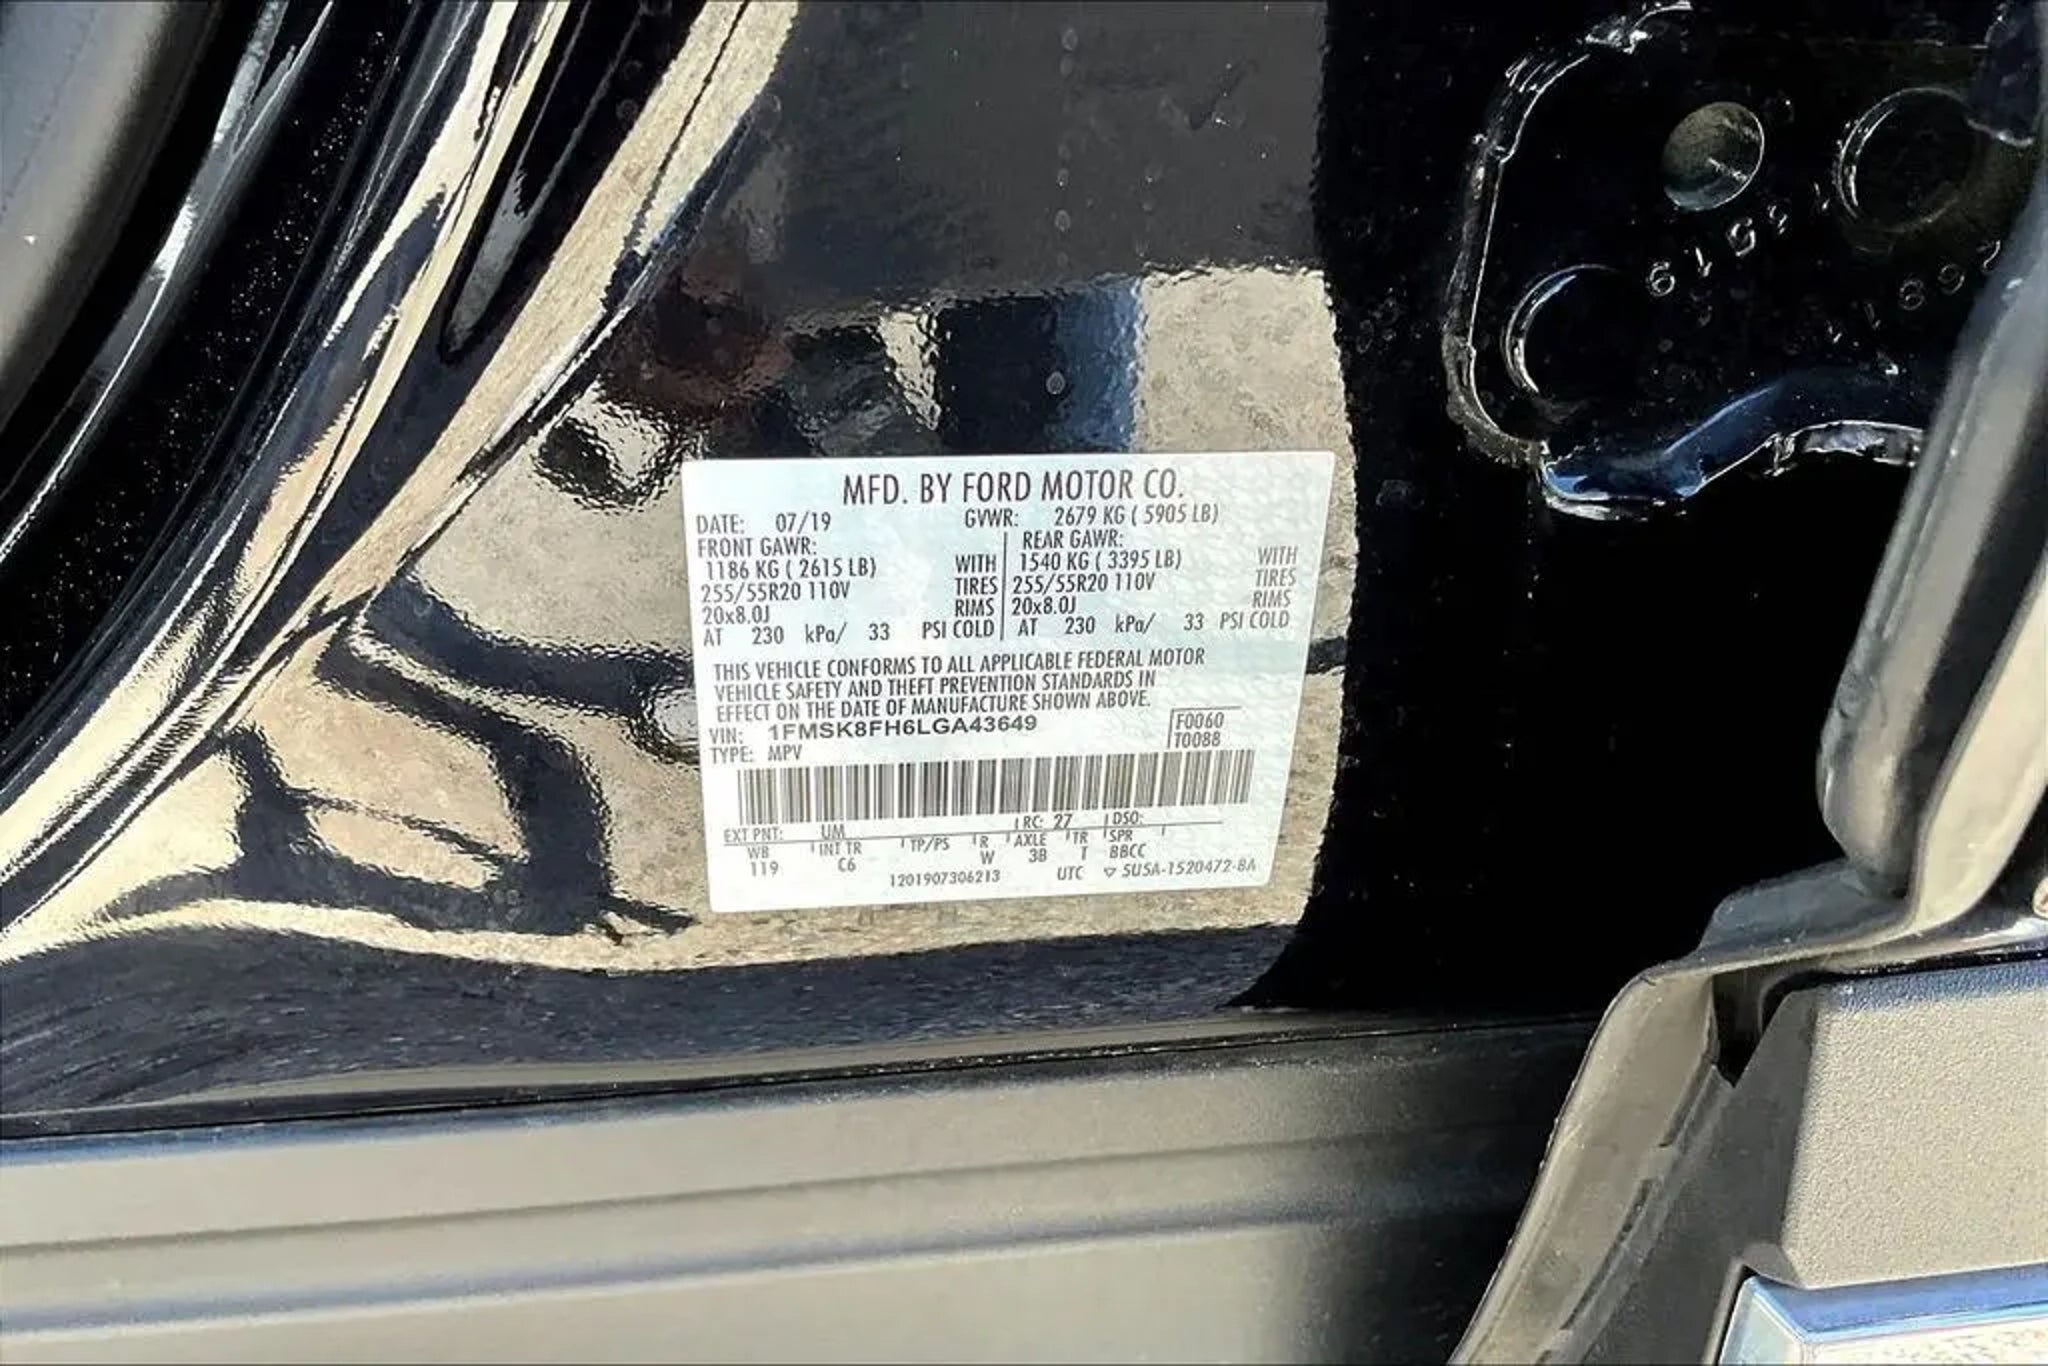 MFD. BY FORD MOTOR CO.
DATE: 07/19 GVWR: 2679 KG ( 5905 LB)
FRONT GAWR: REAR GAWR:
1186 KG ( 2615 LB) WITH 1540 KG ( 3395 LB) WITH
255/55R20 110V TIRES 255/55R20 110V TIRES
20x8.0J RIMS 20x8.0J RIMS
AT 230 kPa/ 33 PSI COLD AT 230 kPa/ 33 PSI COLD
THIS VEHICLE CONFORMS TO ALL APPLICABLE FEDERAL MOTOR
VEHICLE SAFETY AND THEFT PREVENTION STANDARDS IN
EFFECT ON THE DATE OF MANUFACTURE SHOWN ABOVE.
VIN: 1FMSK8FH6LGA43649 F0060
TYPE: MPV T0088
EXT PNT: UM RC: 27 DSO:
WB INT TR TP/PS R AXLE TR SPR
119 C6 W 3B T BBCC
1201907306213 UTC ▽ SU5A-1520472-BA